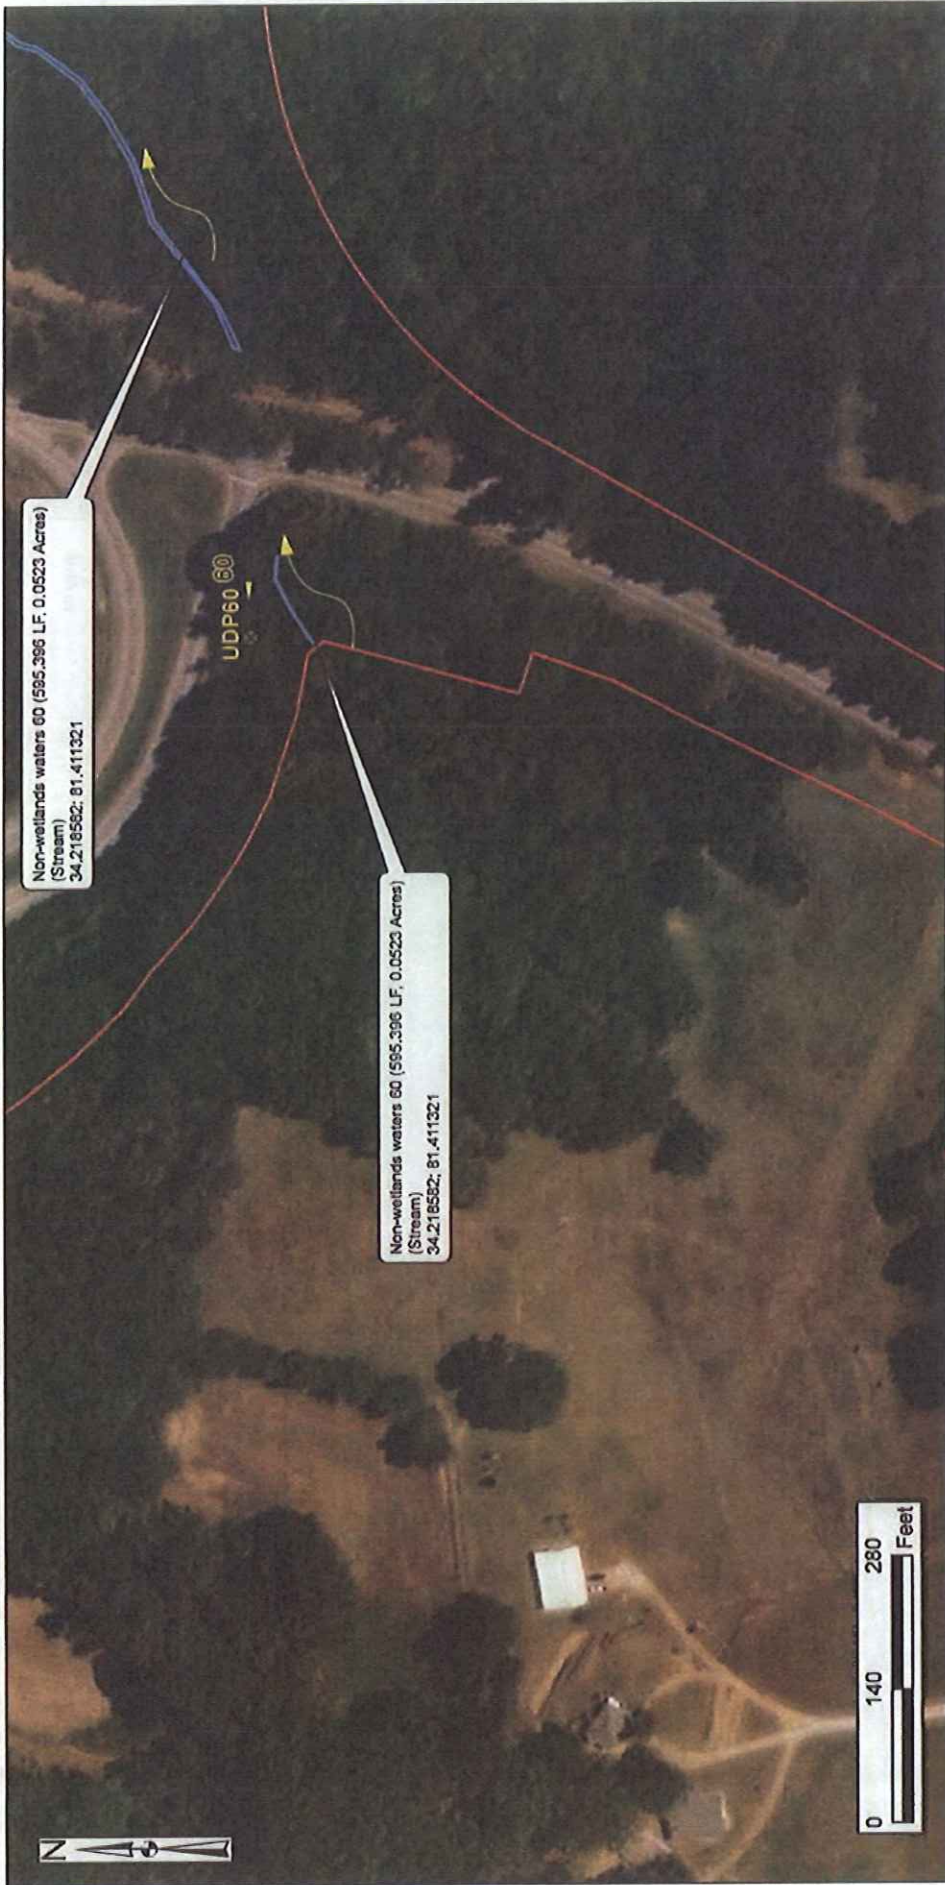 Non-wetlands waters 60 (595.396 LF, 0.0523 Acres)
(Stream)
34.218582; 81.411321
UDP60 60
Non-wetlands waters 60 (595.396 LF, 0.0523 Acres)
(Stream)
34.218582; 81.411321
N
0 140 280
Feet